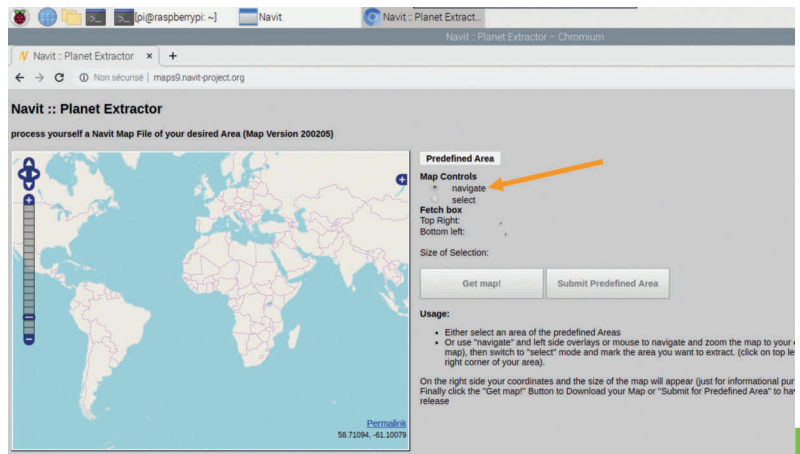 [pi@raspberrypi: ~]
Navit
Navit :: Planet Extract...
Navit :: Planet Extractor – Chromium
Navit :: Planet Extractor × +
Non sécurisé | maps9.navit-project.org
Navit :: Planet Extractor
process yourself a Navit Map File of your desired Area (Map Version 200205)
Predefined Area
Map Controls
navigate
select
Fetch box
Top Right: ,
Bottom left: ,
Size of Selection:
Get map!
Submit Predefined Area
Usage:
• Either select an area of the predefined Areas
• Or use "navigate" and left side overlays or mouse to navigate and zoom the map to your
map), then switch to "select" mode and mark the area you want to extract. (click on top le
right corner of your area).
On the right side your coordinates and the size of the map will appear (just for informational pur
Finally click the "Get map!" Button to Download your Map or "Submit for Predefined Area" to ha
release
Permalink
58.71094, -61.10079